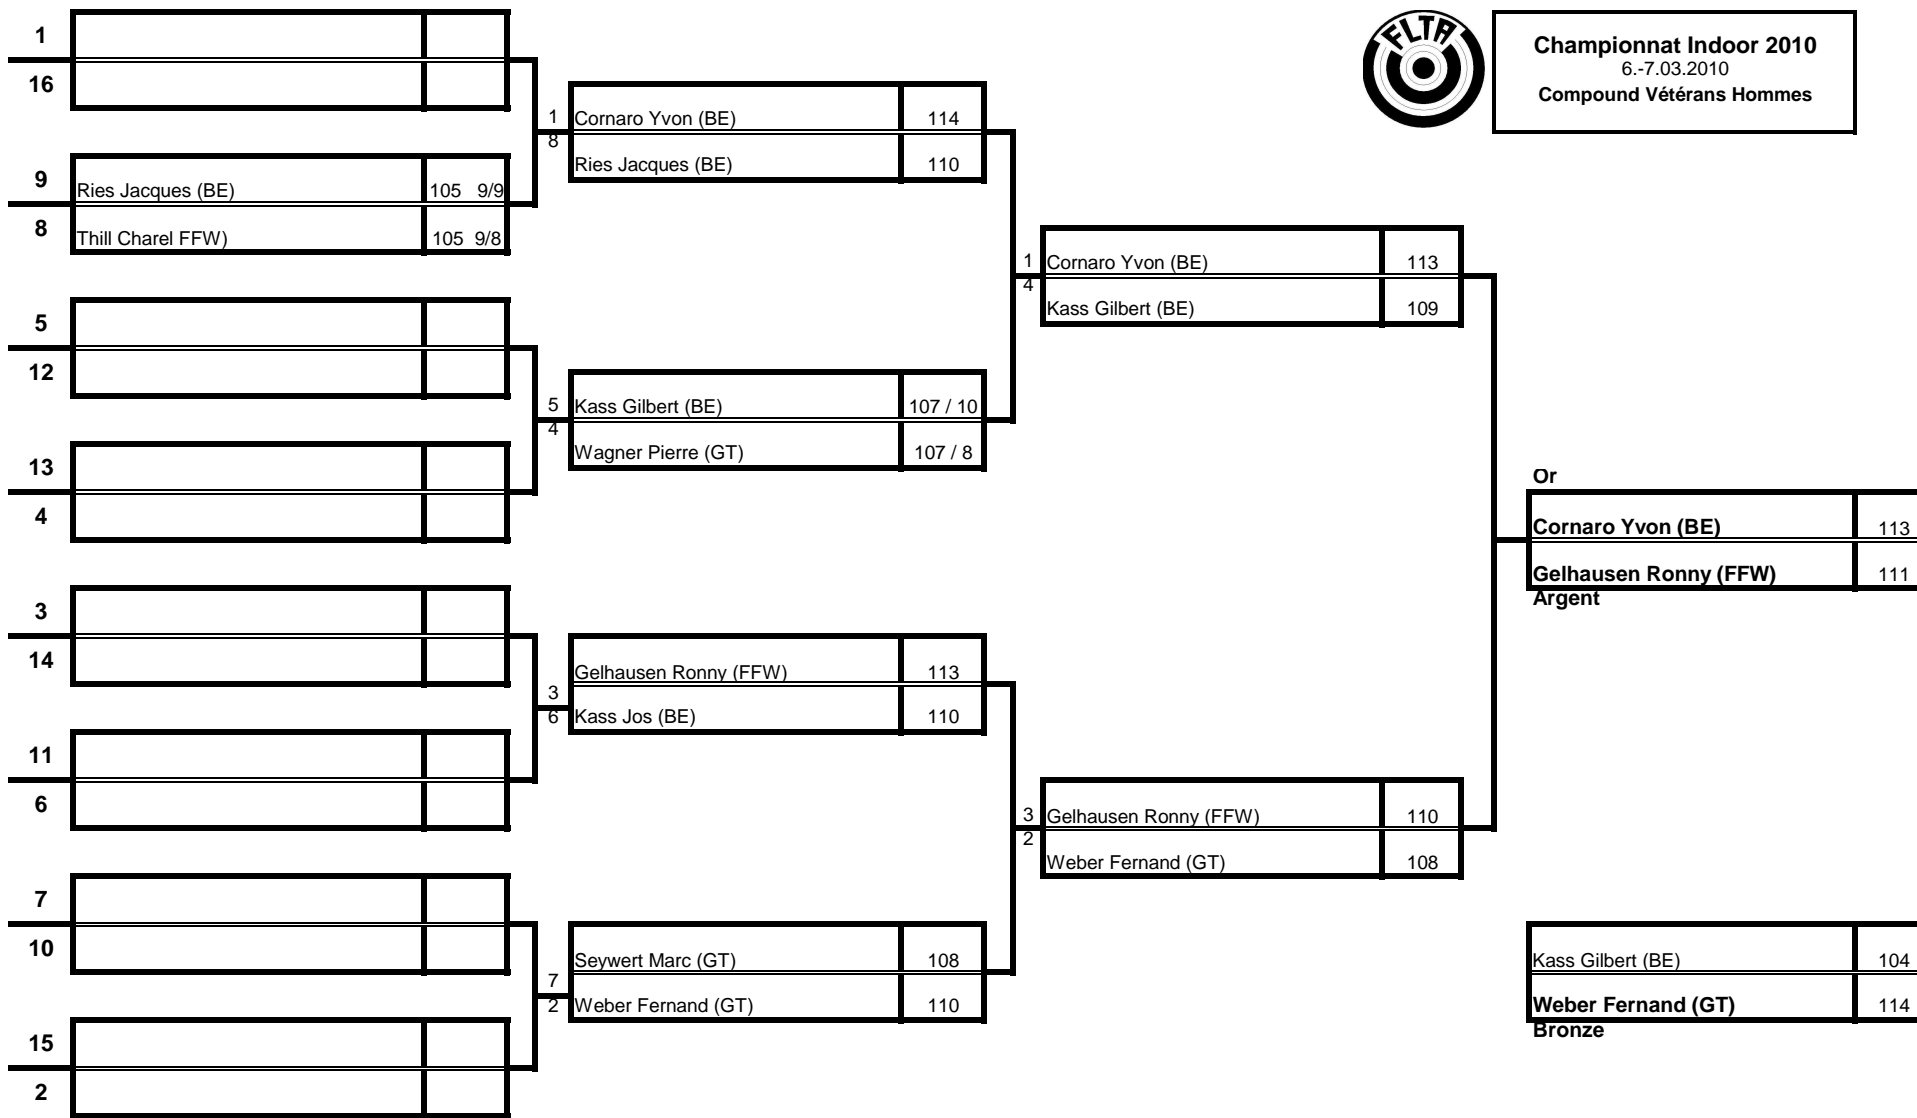 FLTA
Championnat Indoor 2010
6.-7.03.2010
Compound Vétérans Hommes
1
16
9
Ries Jacques (BE) 105 9/9
8
Thill Charel FFW) 105 9/8
5
12
13
4
3
14
11
6
7
10
15
2
1 Cornaro Yvon (BE) 114
8 Ries Jacques (BE) 110
5 Kass Gilbert (BE) 107 / 10
4 Wagner Pierre (GT) 107 / 8
3 Gelhausen Ronny (FFW) 113
6 Kass Jos (BE) 110
7 Seywert Marc (GT) 108
2 Weber Fernand (GT) 110
1 Cornaro Yvon (BE) 113
4 Kass Gilbert (BE) 109
3 Gelhausen Ronny (FFW) 110
2 Weber Fernand (GT) 108
Or
Cornaro Yvon (BE) 113
Gelhausen Ronny (FFW) 111
Argent
Kass Gilbert (BE) 104
Weber Fernand (GT) 114
Bronze